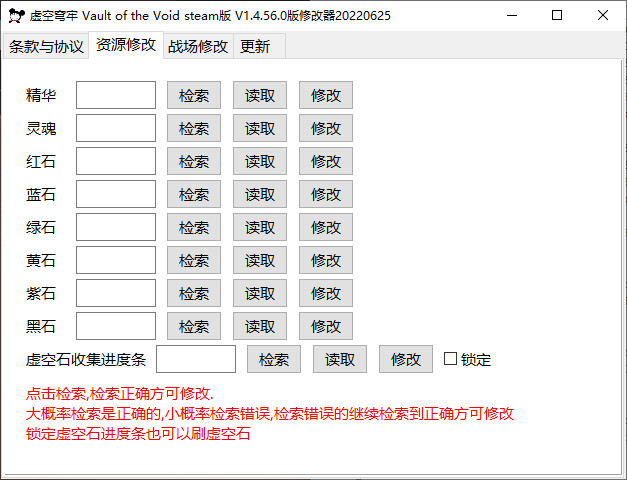 虚空穹牢 Vault of the Void steam版 V1.4.56.0版修改器20220625
条款与协议 资源修改 战场修改 更新
精华 检索 读取 修改
灵魂 检索 读取 修改
红石 检索 读取 修改
蓝石 检索 读取 修改
绿石 检索 读取 修改
黄石 检索 读取 修改
紫石 检索 读取 修改
黑石 检索 读取 修改
虚空石收集进度条 检索 读取 修改 锁定
点击检索,检索正确方可修改.
大概率检索是正确的,小概率检索错误,检索错误的继续检索到正确方可修改
锁定虚空石进度条也可以刷虚空石